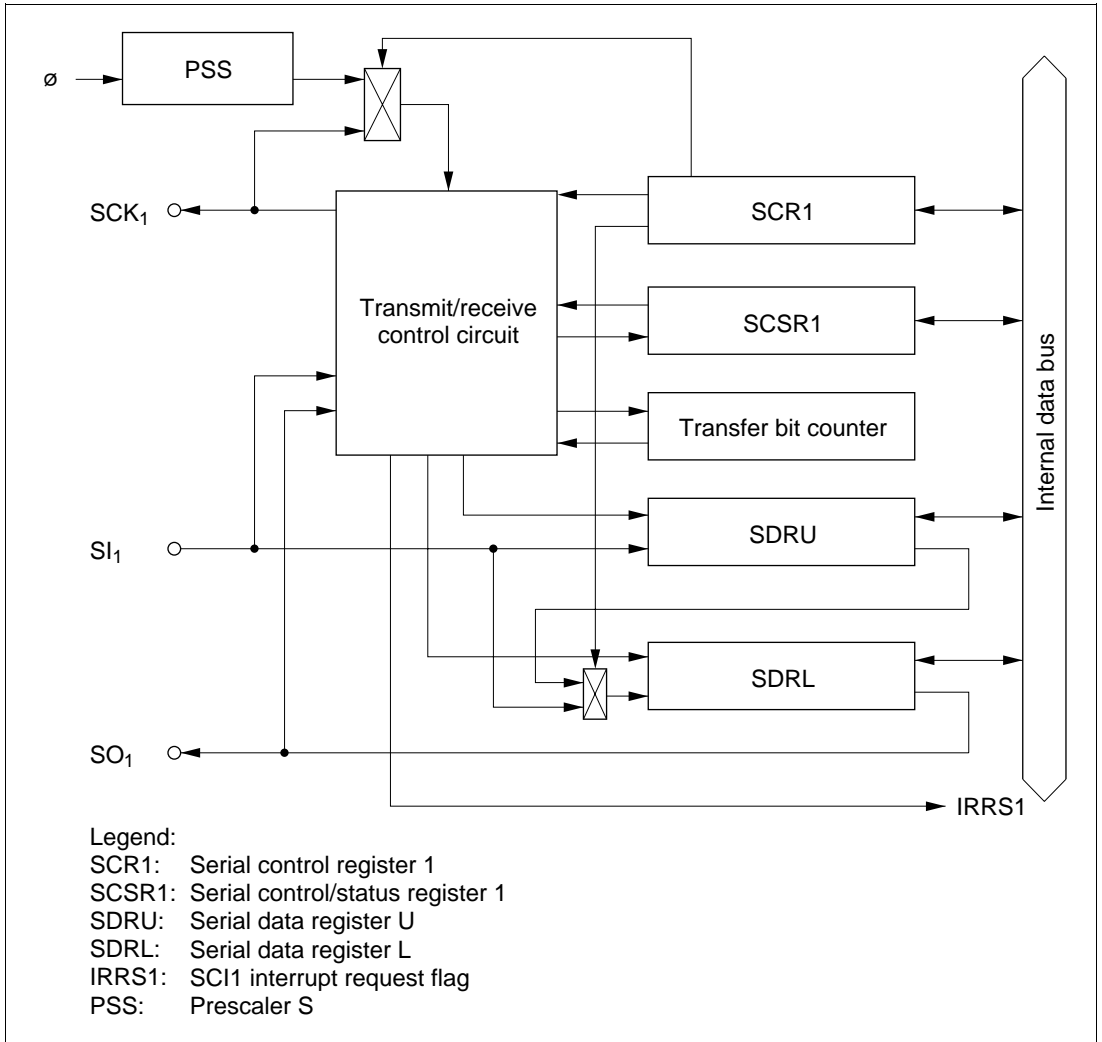 PSS
ø
SCK1
SCR1
Transmit/receive
control circuit
SCSR1
Transfer bit counter
Internal data bus
SDRU
SI1
SDRL
SO1
IRRS1
Legend:
SCR1: Serial control register 1
SCSR1: Serial control/status register 1
SDRU: Serial data register U
SDRL: Serial data register L
IRRS1: SCI1 interrupt request flag
PSS: Prescaler S